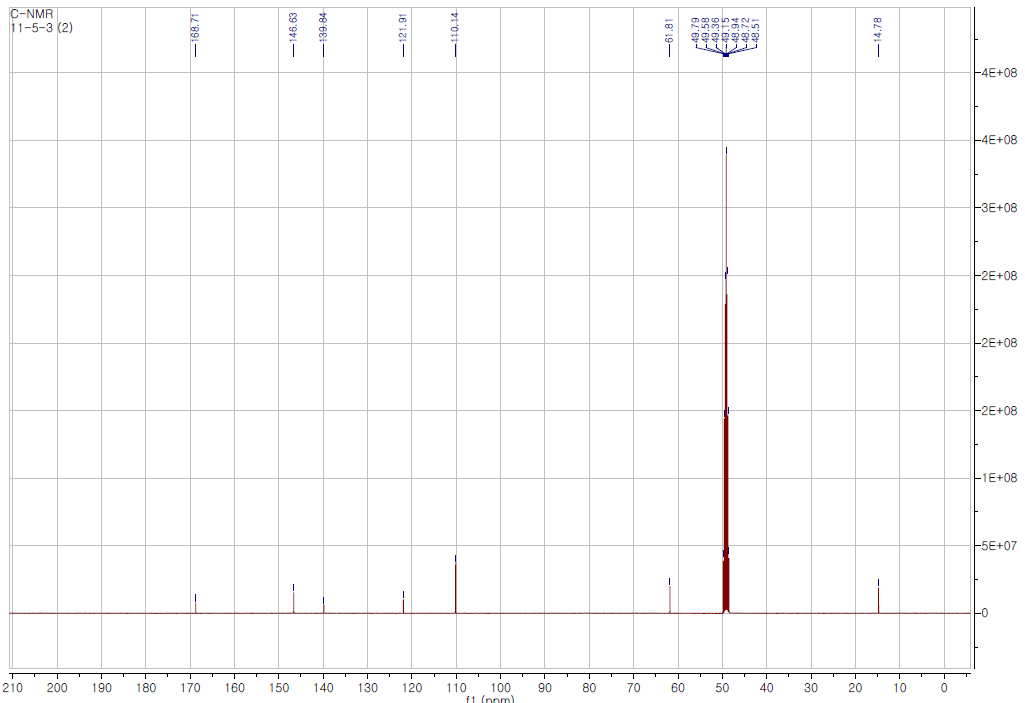 C-NMR
11-5-3 (2)
168.71
146.63
139.84
121.91
110.14
61.81
49.79
49.58
49.36
49.15
48.94
48.72
48.51
14.78
4E+08
4E+08
3E+08
2E+08
2E+08
2E+08
1E+08
5E+07
0
210 200 190 180 170 160 150 140 130 120 110 100 90 80 70 60 50 40 30 20 10 0
f1 (ppm)